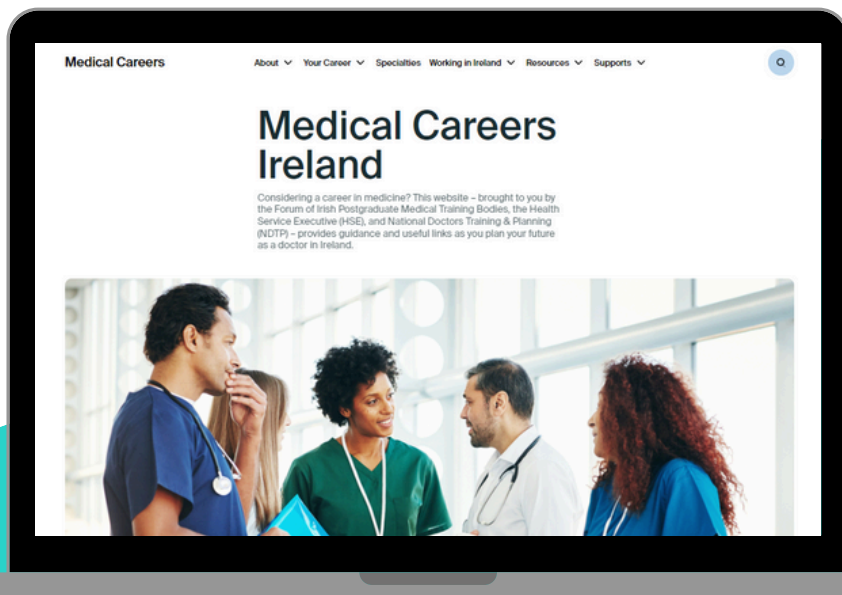 Medical Careers
About Your Career Specialties Working in Ireland Resources Supports
Medical Careers
Ireland
Considering a career in medicine? This website – brought to you by
the Forum of Irish Postgraduate Medical Training Bodies, the Health
Service Executive (HSE), and National Doctors Training & Planning
(NDTP) – provides guidance and useful links as you plan your future
as a doctor in Ireland.